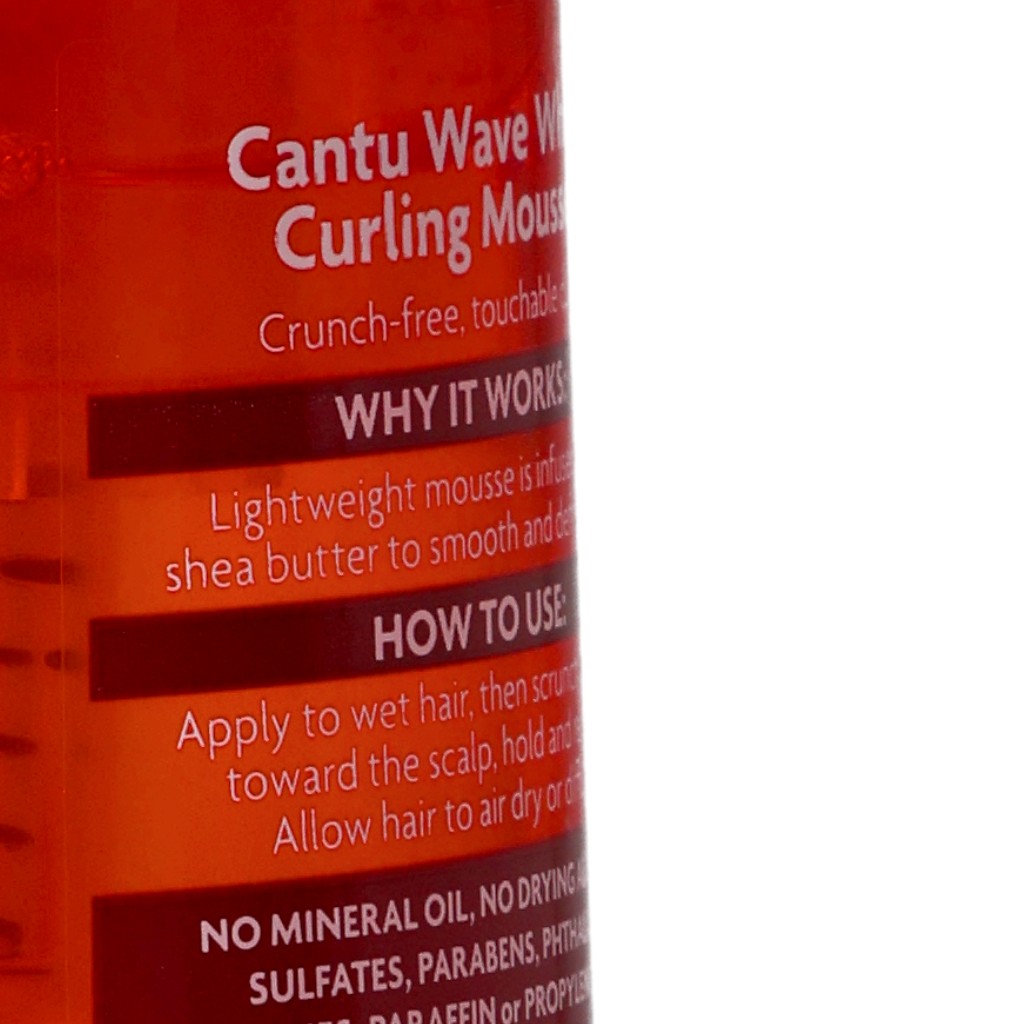 Cantu Wave
Curling
Crunch-free, touchable
WHY IT WORKS:
Lightweight mousse is
shea butter to smooth and
HOW TO USE:
Apply to wet hair, then
toward the scalp, hold and
Allow hair to air dry or
NO MINERAL OIL, NO DRYING
SULFATES, PARABENS,
PARAFFIN or